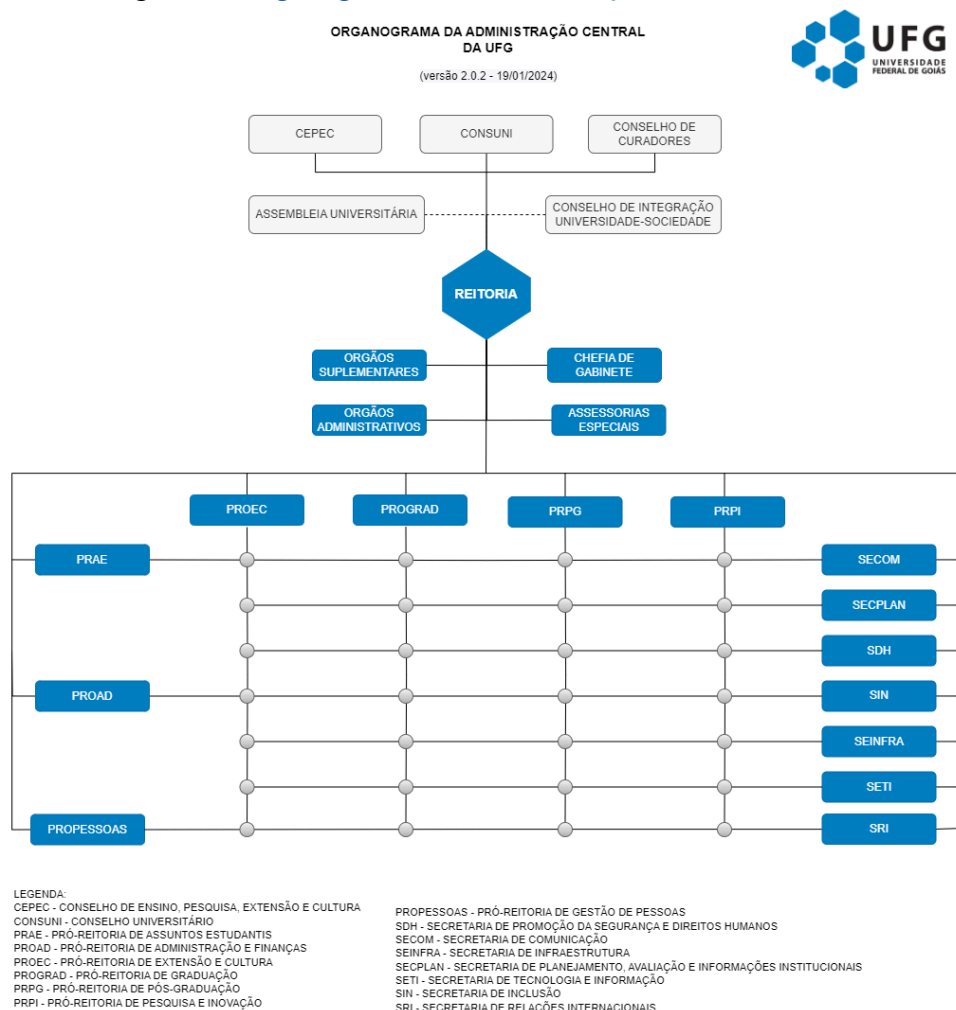 ORGANOGRAMA DA ADMINISTRAÇÃO CENTRAL
DA UFG
(versão 2.0.2 - 19/01/2024)
UFG
UNIVERSIDADE
FEDERAL DE GOIÁS
CEPEC
CONSUNI
CONSELHO DE
CURADORES
ASSEMBLEIA UNIVERSITÁRIA
CONSELHO DE INTEGRAÇÃO
UNIVERSIDADE-SOCIEDADE
REITORIA
ORGÃOS
SUPLEMENTARES
CHEFIA DE
GABINETE
ORGÃOS
ADMINISTRATIVOS
ASSESSORIAS
ESPECIAIS
PROEC
PROGRAD
PRPG
PRPI
PRAE
SECOM
SECPLAN
SDH
PROAD
SIN
SEINFRA
SETI
PROPESSOAS
SRI
LEGENDA:
CEPEC - CONSELHO DE ENSINO, PESQUISA, EXTENSÃO E CULTURA
CONSUNI - CONSELHO UNIVERSITÁRIO
PRAE - PRÓ-REITORIA DE ASSUNTOS ESTUDANTIS
PROAD - PRÓ-REITORIA DE ADMINISTRAÇÃO E FINANÇAS
PROEC - PRÓ-REITORIA DE EXTENSÃO E CULTURA
PROGRAD - PRÓ-REITORIA DE GRADUAÇÃO
PRPG - PRÓ-REITORIA DE PÓS-GRADUAÇÃO
PRPI - PRÓ-REITORIA DE PESQUISA E INOVAÇÃO
PROPESSOAS - PRÓ-REITORIA DE GESTÃO DE PESSOAS
SDH - SECRETARIA DE PROMOÇÃO DA SEGURANÇA E DIREITOS HUMANOS
SECOM - SECRETARIA DE COMUNICAÇÃO
SEINFRA - SECRETARIA DE INFRAESTRUTURA
SECPLAN - SECRETARIA DE PLANEJAMENTO, AVALIAÇÃO E INFORMAÇÕES INSTITUCIONAIS
SETI - SECRETARIA DE TECNOLOGIA E INFORMAÇÃO
SIN - SECRETARIA DE INCLUSÃO
SRI - SECRETARIA DE RELAÇÕES INTERNACIONAIS